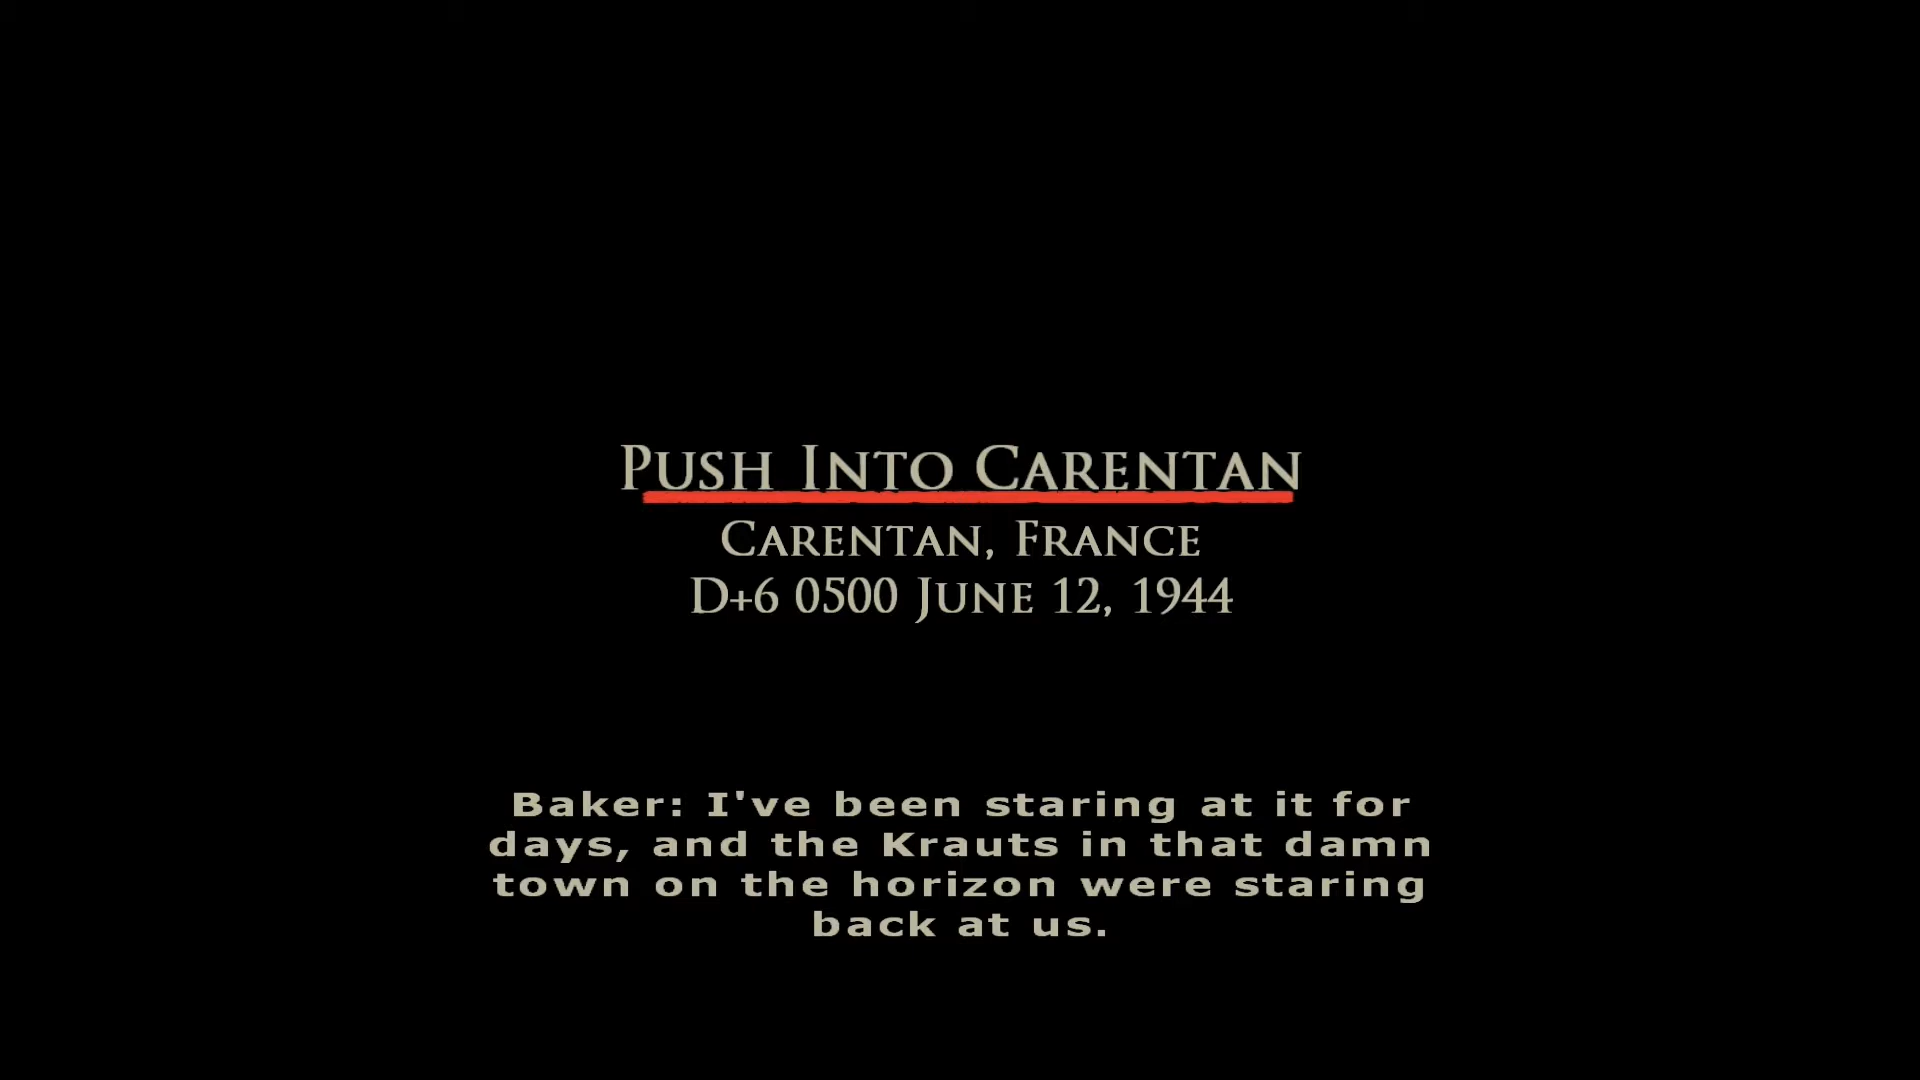 Push Into Carentan
Carentan, France
D+6 0500 June 12, 1944
Baker: I've been staring at it for
days, and the Krauts in that damn
town on the horizon were staring
back at us.